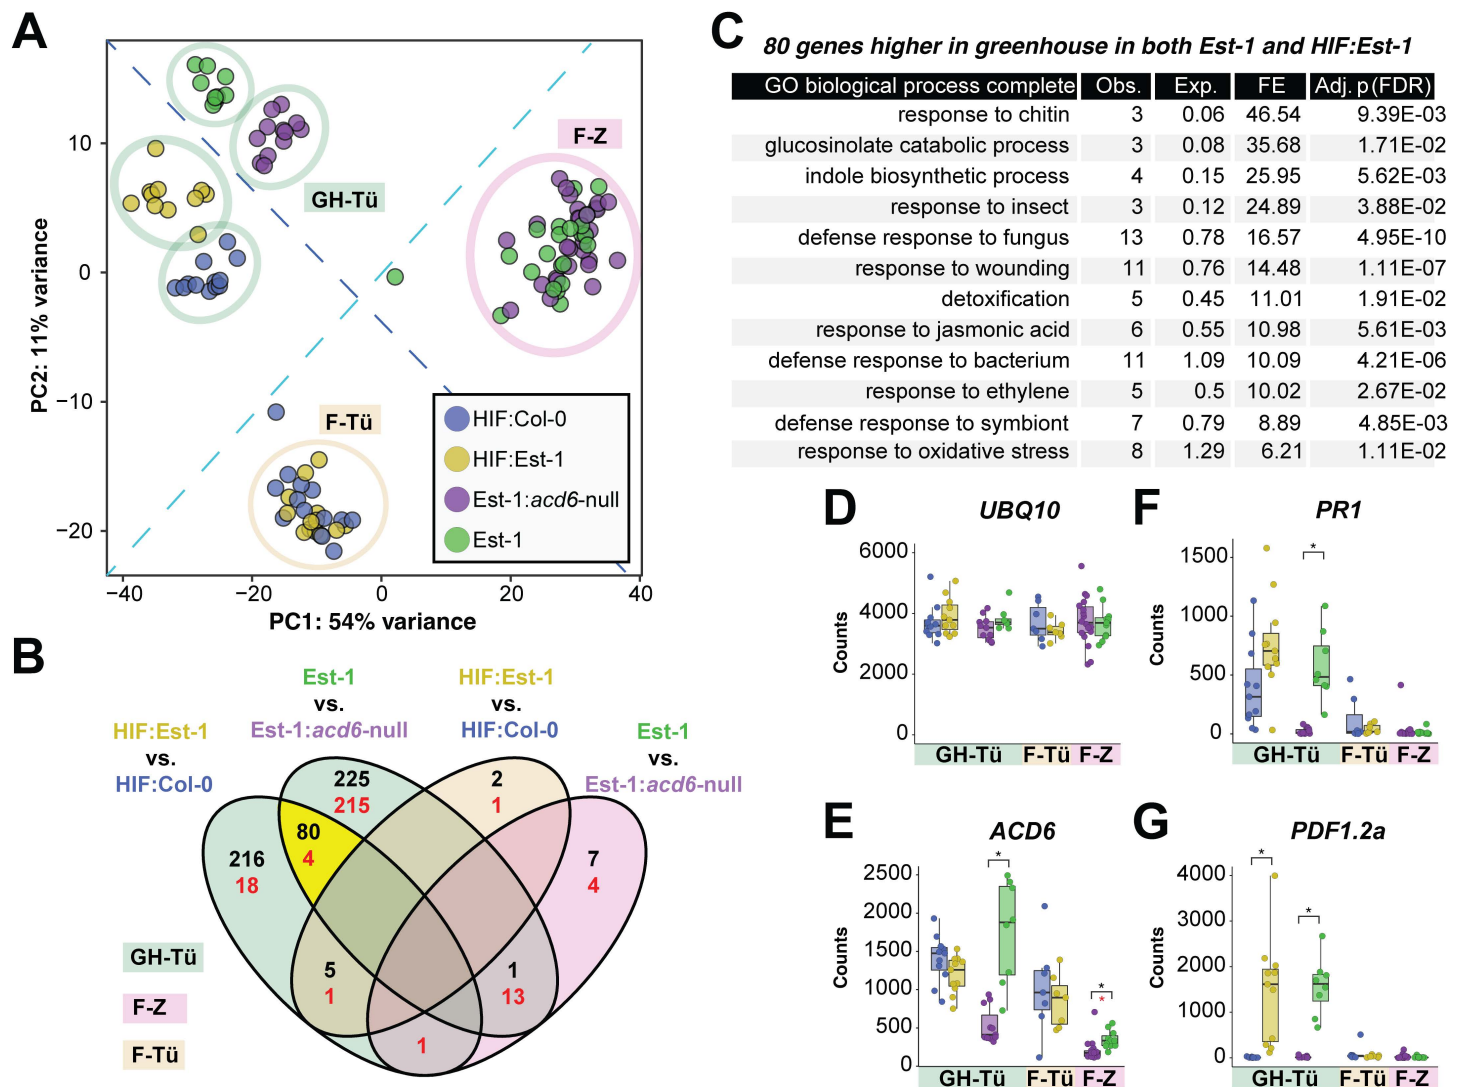 A
PC2: 11% variance
10
0
−10
−20
−40
−20
0
20
40
PC1: 54% variance
GH-Tü
F-Z
F-Tü
HIF:Col-0
HIF:Est-1
Est-1:acd6-null
Est-1
B
HIF:Est-1
vs.
HIF:Col-0
Est-1
vs.
Est-1:acd6-null
HIF:Est-1
vs.
HIF:Col-0
Est-1
vs.
Est-1:acd6-null
225
215
2
1
80
4
216
18
7
4
5
1
1
13
1
GH-Tü
F-Z
F-Tü
C
80 genes higher in greenhouse in both Est-1 and HIF:Est-1
GO biological process complete Obs. Exp. FE Adj. p (FDR)
response to chitin 3 0.06 46.54 9.39E-03
glucosinolate catabolic process 3 0.08 35.68 1.71E-02
indole biosynthetic process 4 0.15 25.95 5.62E-03
response to insect 3 0.12 24.89 3.88E-02
defense response to fungus 13 0.78 16.57 4.95E-10
response to wounding 11 0.76 14.48 1.11E-07
detoxification 5 0.45 11.01 1.91E-02
response to jasmonic acid 6 0.55 10.98 5.61E-03
defense response to bacterium 11 1.09 10.09 4.21E-06
response to ethylene 5 0.5 10.02 2.67E-02
defense response to symbiont 7 0.79 8.89 4.85E-03
response to oxidative stress 8 1.29 6.21 1.11E-02
D
UBQ10
Counts
6000
4000
2000
0
GH-Tü F-Tü F-Z
F
PR1
Counts
1500
1000
500
0
*
GH-Tü F-Tü F-Z
E
ACD6
Counts
2500
2000
1500
1000
500
0
*
*
*
GH-Tü F-Tü F-Z
G
PDF1.2a
Counts
4000
3000
2000
1000
0
*
*
GH-Tü F-Tü F-Z